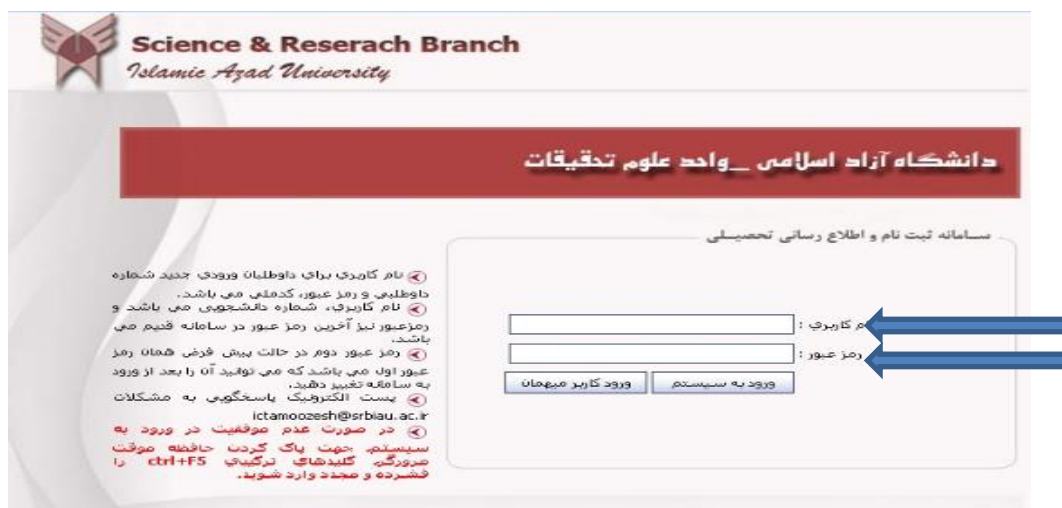 Science & Reserach Branch
Islamic Azad University
دانشگاه آزاد اسلامی _واحد علوم تحقیقات
سـامانه ثبت نام و اطلاع رسانی تحصیـلی
نام کاربری برای داوطلبان ورودی جدید شماره
داوطلبی و رمز عبور، کدملی می باشد.
نام کاربری، شماره دانشجویی می باشد و
رمزعبور نیز آخرین رمز عبور در سامانه قدیم می
باشد.
رمز عبور دوم در حالت پیش فرض همان رمز
عبور اول می باشد که می توانید آن را بعد از ورود
به سامانه تغییر دهید.
پست الکترونیک پاسخگویی به مشکلات
ictamoozesh@srbiau.ac.ir
در صورت عدم موفقیت در ورود به
سیستم، جهت پاک کردن حافظه موقت
مرورگر، کلیدهای ترکیبی ctrl+F5 را
فشرده و مجدد وارد شوید.
م کاربری :
رمز عبور :
ورود به سیستم
ورود کاربر میهمان